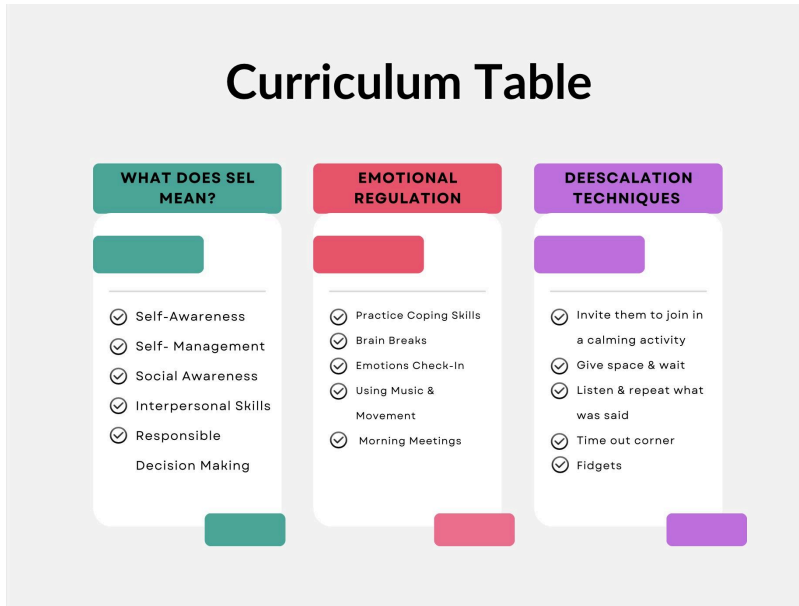 Curriculum Table
WHAT DOES SEL
MEAN?
Self-Awareness
Self- Management
Social Awareness
Interpersonal Skills
Responsible
Decision Making
EMOTIONAL
REGULATION
Practice Coping Skills
Brain Breaks
Emotions Check-In
Using Music &
Movement
Morning Meetings
DEESCALATION
TECHNIQUES
Invite them to join in
a calming activity
Give space & wait
Listen & repeat what
was said
Time out corner
Fidgets